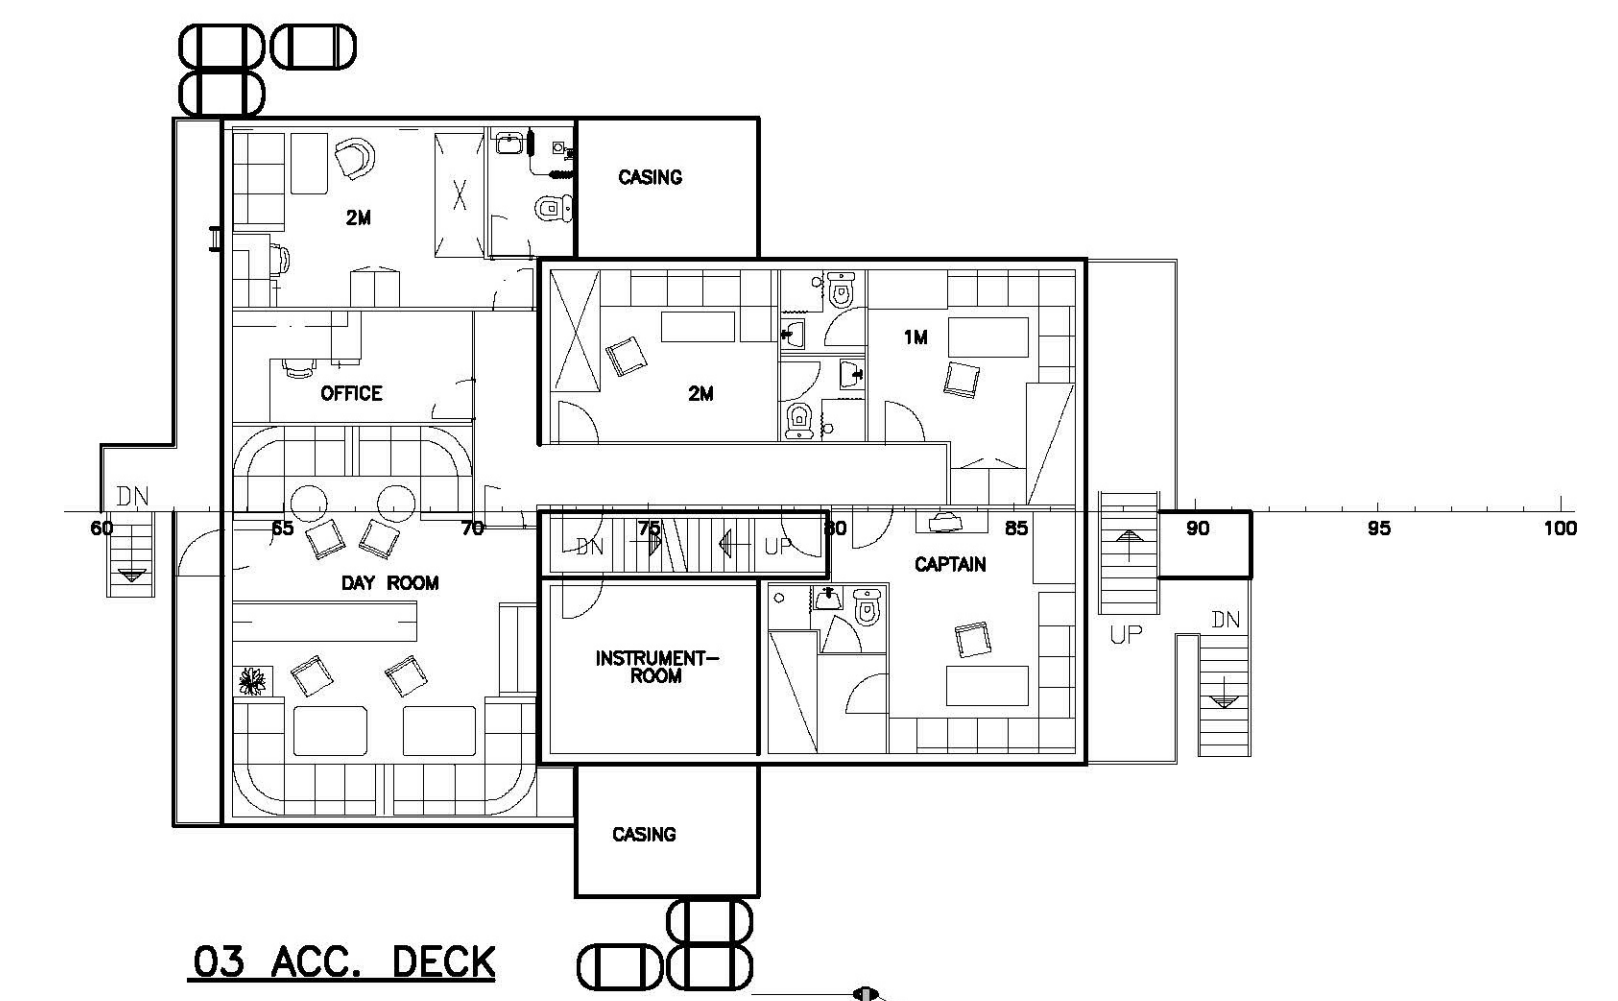 CASING
2M
1M
2M
OFFICE
DN
60 65 70 75 80 85 90 95 100
DN UP
CAPTAIN
DAY ROOM
DN
UP
INSTRUMENT-
ROOM
CASING
03 ACC. DECK